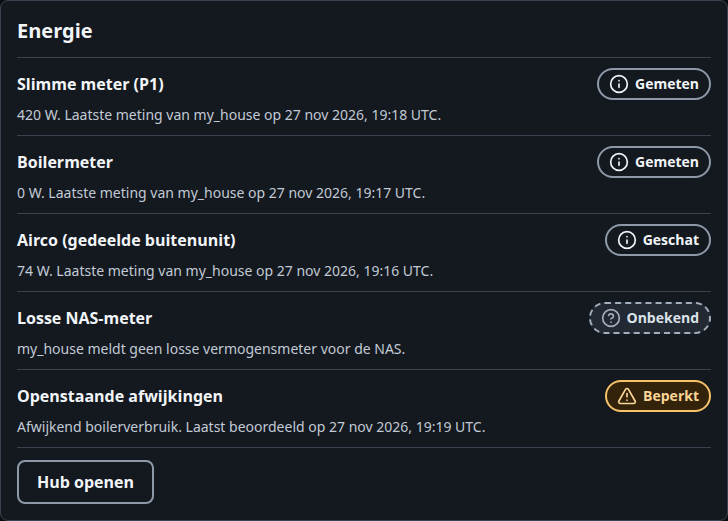 Energie
Slimme meter (P1)
Gemeten
420 W. Laatste meting van my_house op 27 nov 2026, 19:18 UTC.
Boilermeter
Gemeten
0 W. Laatste meting van my_house op 27 nov 2026, 19:17 UTC.
Airco (gedeelde buitenunit)
Geschat
74 W. Laatste meting van my_house op 27 nov 2026, 19:16 UTC.
Losse NAS-meter
Onbekend
my_house meldt geen losse vermogensmeter voor de NAS.
Openstaande afwijkingen
Beperkt
Afwijkend boilerverbruik. Laatst beoordeeld op 27 nov 2026, 19:19 UTC.
Hub openen